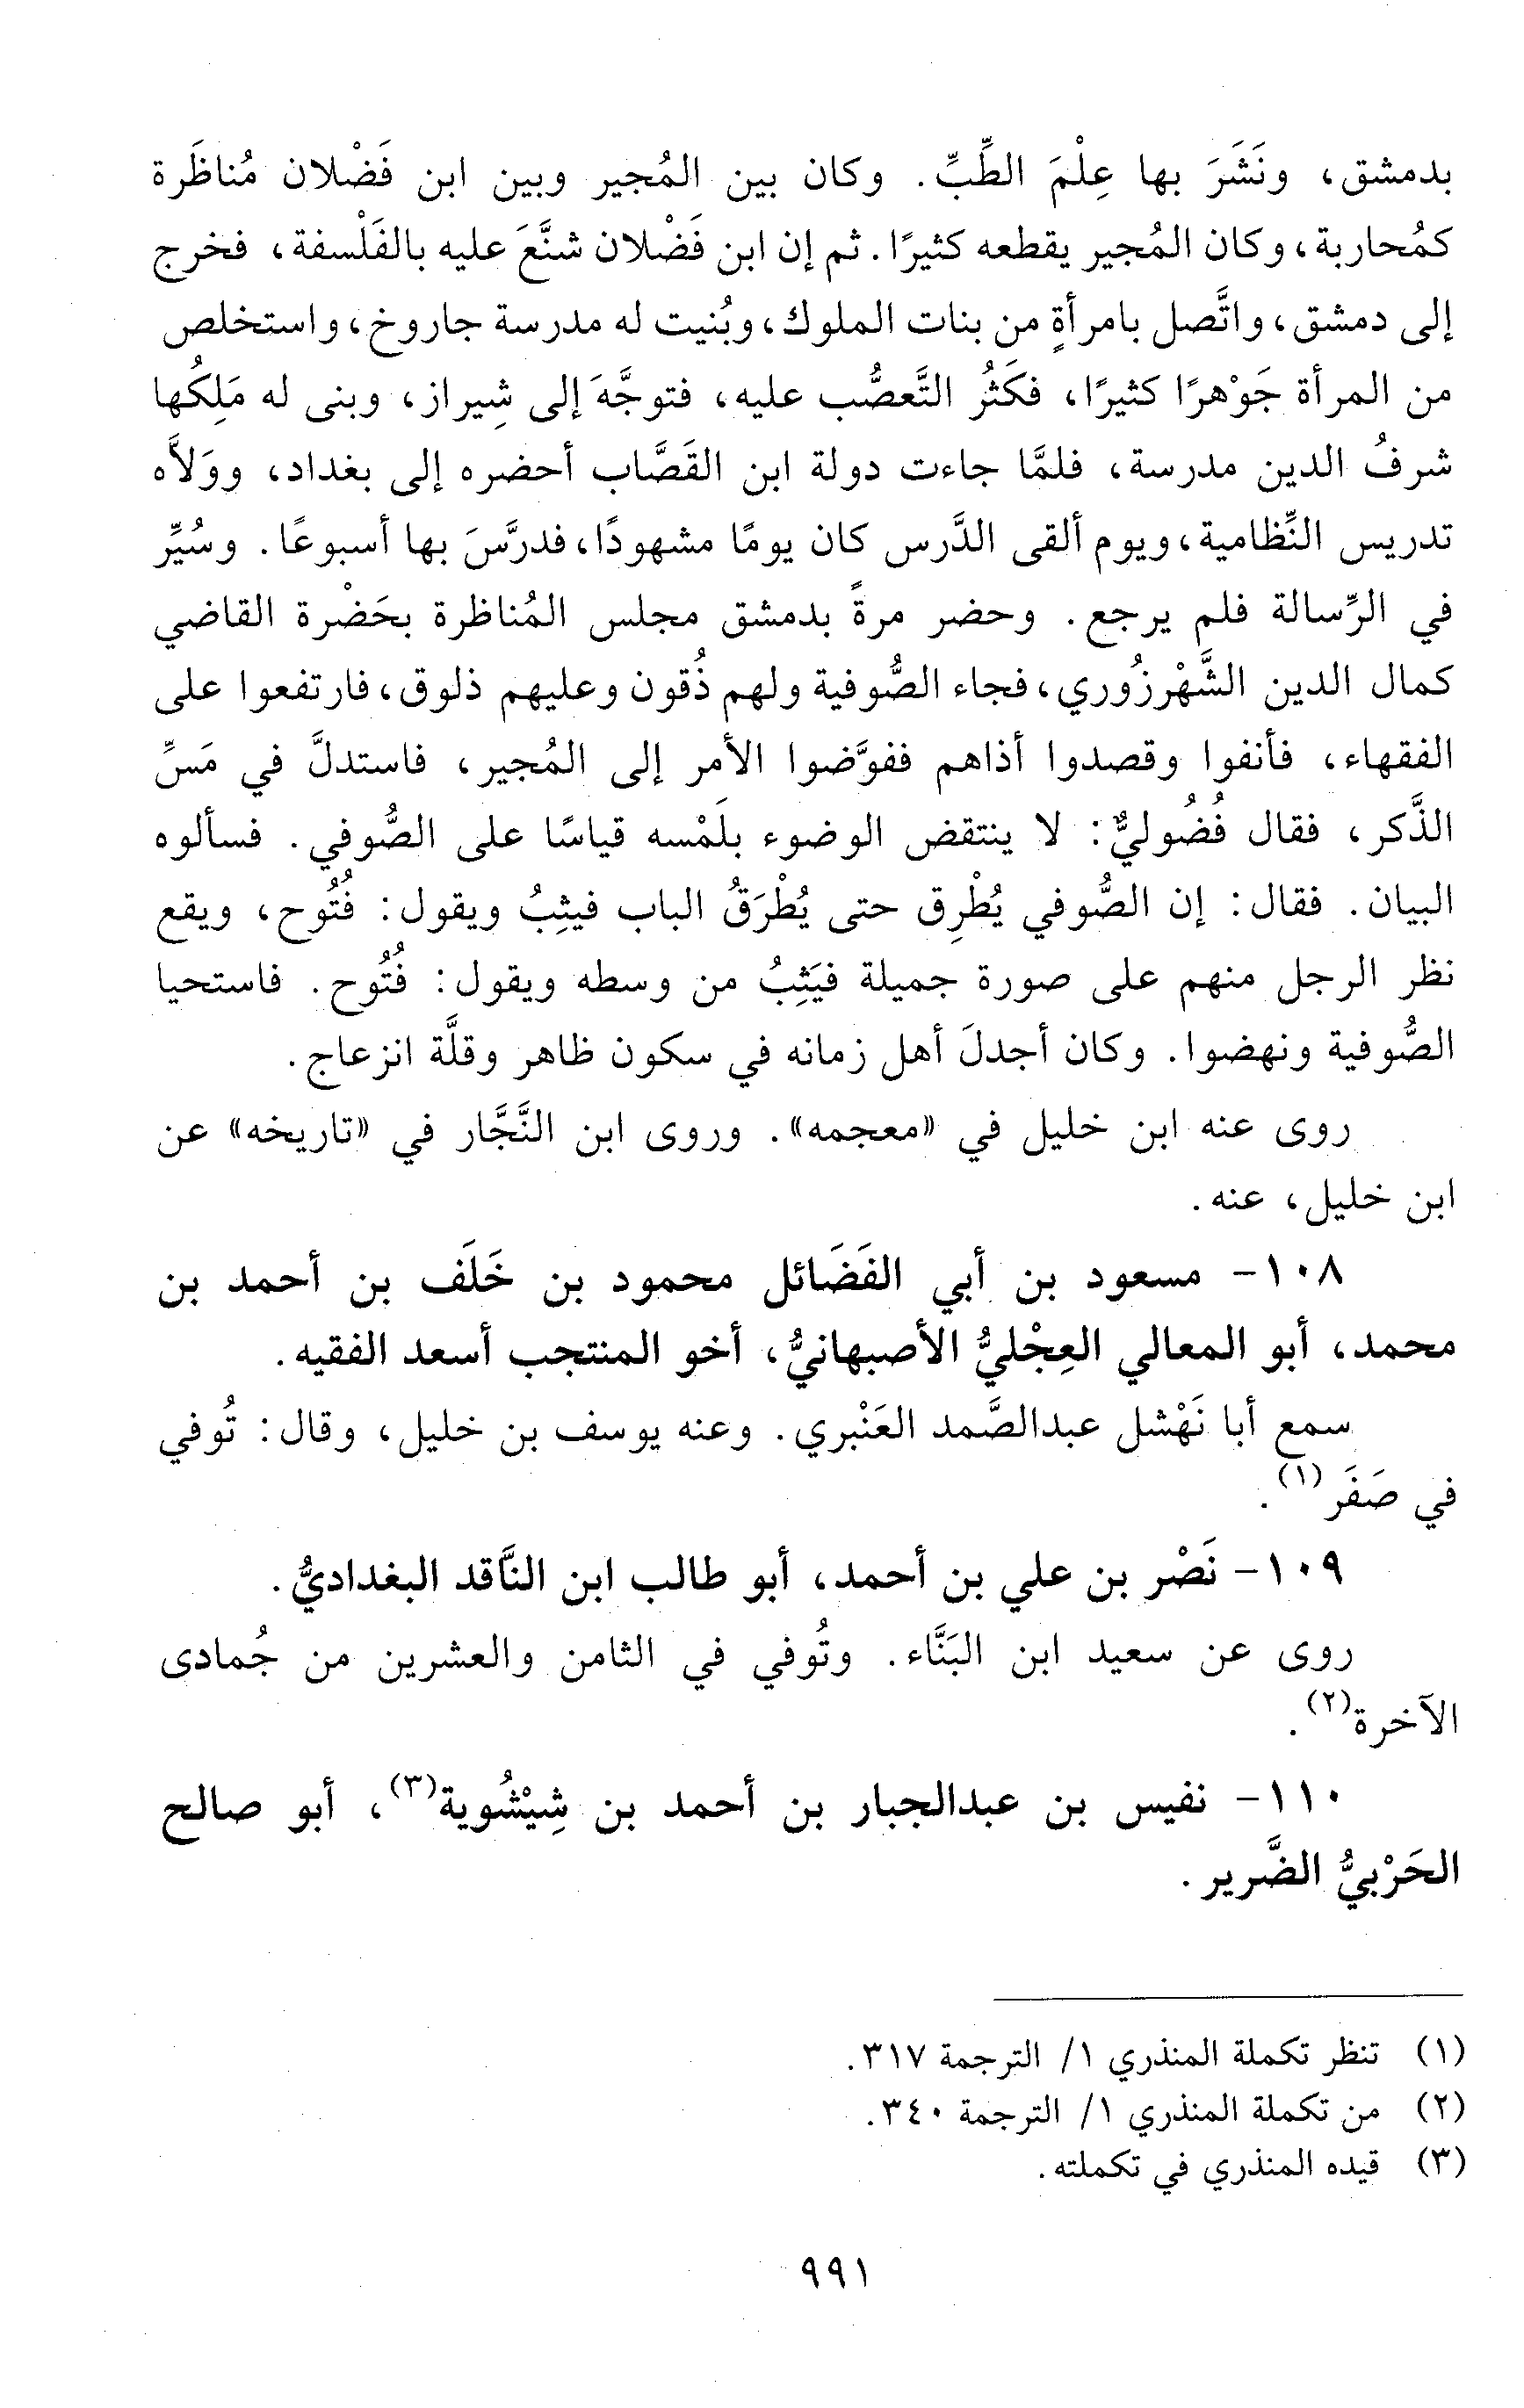 بدمشق، ونَشَرَ بها عِلْمَ الطِّبِّ. وكان بين المُجير وبين ابن فَضْلان مُناظَرة
كمُحاربة، وكان المُجير يقطعه كثيرًا. ثم إن ابن فَضْلان شنَّعَ عليه بالفَلْسفة، فخرج
إلى دمشق، واتَّصل بامرأةٍ من بنات الملوك، وبُنيت له مدرسة جاروخ، واستخلص
من المرأة جَوْهرًا كثيرًا، فكَثُر التَّعصُّب عليه، فتوجَّهَ إلى شِيراز، وبنى له مَلِكُها
شرفُ الدين مدرسة، فلمَّا جاءت دولة ابن القَصَّاب أحضره إلى بغداد، ووَلاَّه
تدريس النِّظامية، ويوم ألقى الدَّرس كان يومًا مشهودًا، فدرَّسَ بها أسبوعًا. وسُيِّر
في الرِّسالة فلم يرجع. وحضر مرةً بدمشق مجلس المُناظرة بحَضْرة القاضي
كمال الدين الشَّهْرزُوري، فجاء الصُّوفية ولهم ذُقون وعليهم ذلوق، فارتفعوا على
الفقهاء، فأنفوا وقصدوا أذاهم ففوَّضوا الأمر إلى المُجير، فاستدلَّ في مَسِّ
الذَّكر، فقال فُضُوليٌّ: لا ينتقض الوضوء بلَمْسه قياسًا على الصُّوفي. فسألوه
البيان. فقال: إن الصُّوفي يُطْرِق حتى يُطْرَقُ الباب فيثِبُ ويقول: فُتُوح، ويقع
نظر الرجل منهم على صورة جميلة فيَثِبُ من وسطه ويقول: فُتُوح. فاستحيا
الصُّوفية ونهضوا. وكان أجدلَ أهل زمانه في سكون ظاهر وقلَّة انزعاج.
روى عنه ابن خليل في «معجمه». وروى ابن النَّجَّار في «تاريخه» عن
ابن خليل، عنه.
١٠٨- مسعود بن أبي الفَضَائل محمود بن خَلَف بن أحمد بن
محمد، أبو المعالي العِجْليُّ الأصبهانيُّ، أخو المنتجب أسعد الفقيه.
سمع أبا نَهْشل عبدالصَّمد العَنْبري. وعنه يوسف بن خليل، وقال: تُوفي
في صَفَر(١).
١٠٩- نَصْر بن علي بن أحمد، أبو طالب ابن النَّاقد البغداديُّ.
روى عن سعيد ابن البَنَّاء. وتُوفي في الثامن والعشرين من جُمادى
الآخرة(٢).
١١٠- نفيس بن عبدالجبار بن أحمد بن شِيْشُوية(٣)، أبو صالح
الحَرْبيُّ الضَّرير.
(١) تنظر تكملة المنذري ١/ الترجمة ٣١٧.
(٢) من تكملة المنذري ١/ الترجمة ٣٤٠.
(٣) قيده المنذري في تكملته.
٩٩١